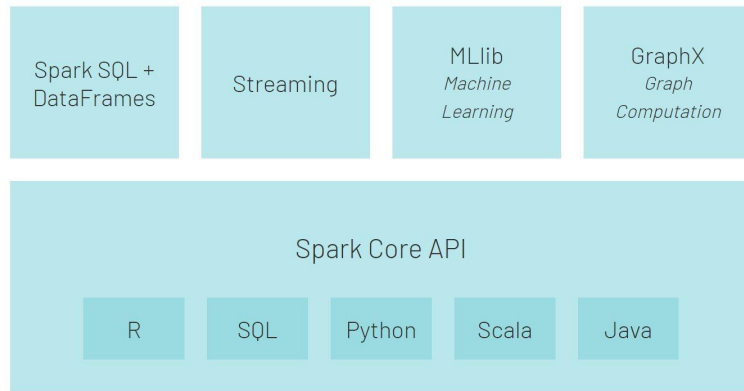 Spark SQL +
DataFrames
Streaming
MLlib
Machine
Learning
GraphX
Graph
Computation
Spark Core API
R
SQL
Python
Scala
Java